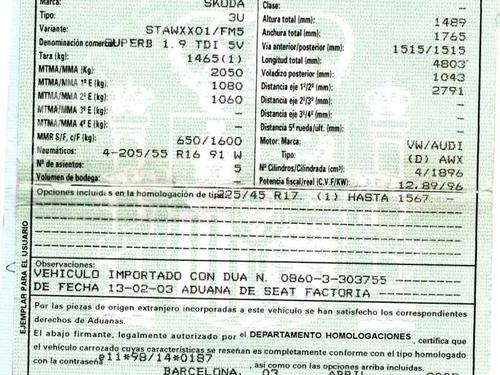 Marca: SKODA
Tipo: 3U
Variante: STAWXX01/FM5
Denominación comercial: SUPERB 1.9 TDI 5V
Tara (kg): 1465(1)
MTMA/MMA (Kg): 2050
MTMA/MMA 1º E (kg): 1080
MTMA/MMA 2º E (kg): 1060
MTMA/MMA 3º E (kg): —
MTMA/MMA 4º E (kg): —
MMR S/F, c/F (kg): 650/1600
Neumáticos: 4-205/55 R16 91 W
Nº de asientos: 5
Volumen de bodega: —
Clase: —
Altura total (mm): 1489
Anchura total (mm): 1765
Vía anterior/posterior (mm): 1515/1515
Longitud total (mm): 4803
Voladizo posterior (mm): 1043
Distancia eje 1º/2º (mm): 2791
Distancia eje 2º/3º (mm): —
Distancia eje 3º/4º (mm): —
Distancia 5ª rueda/ult. (mm): —
Motor: Marca: VW/AUDI
Tipo: (D) AWX
Nº Cilindros/Cilindrada (cm³): 4/1896
Potencia fiscal/real (C.V.F/KW): 12,89/96
Opciones incluidas en la homologación de tipo: 225/45 R17. (1) HASTA 1567.
Observaciones:
VEHICULO IMPORTADO CON DUA N. 0860-3-303755
DE FECHA 13-02-03 ADUANA DE SEAT FACTORIA
Por las piezas de origen extranjero incorporadas a este vehículo se han satisfecho los correspondientes
derechos de Aduanas.
El abajo firmante, legalmente autorizado por el DEPARTAMENTO HOMOLOGACIONES, certifica que
el vehículo carrozado cuyas características se reseñan es completamente conforme con el tipo homologado
con la contraseña e11*98/14*0187, así como con las opciones arriba incluidas.
BARCELONA, 03 ABRIL
EJEMPLAR PARA EL USUARIO